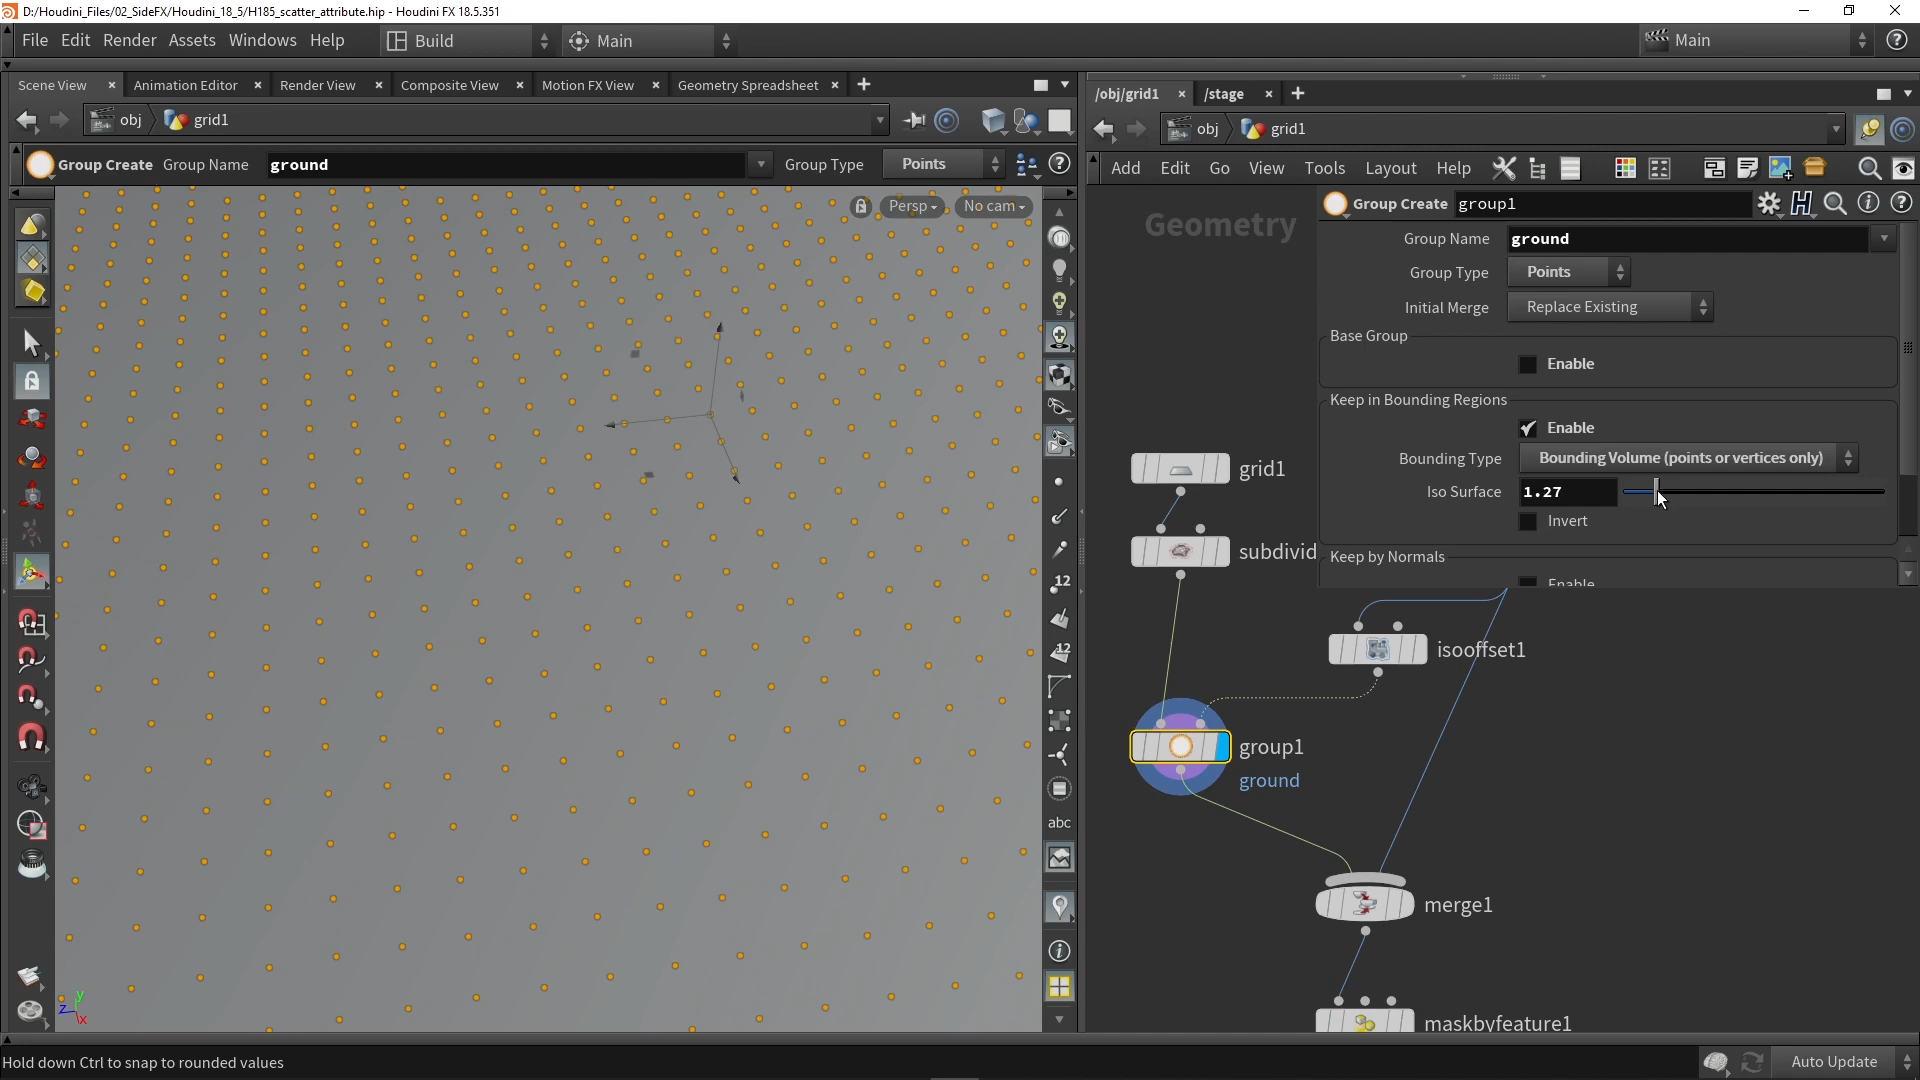 D:/Houdini_Files/02_SideFX/Houdini_18_5/H185_scatter_attribute.hip - Houdini FX 18.5.351
File Edit Render Assets Windows Help Build Main Main
Scene View Animation Editor Render View Composite View Motion FX View Geometry Spreadsheet
/obj/grid1 /stage
obj grid1
obj grid1
Group Create Group Name ground Group Type Points
Add Edit Go View Tools Layout Help
Persp No cam
Geometry
Group Create group1
Group Name ground
Group Type Points
Initial Merge Replace Existing
Base Group
Enable
Keep in Bounding Regions
Enable
Bounding Type Bounding Volume (points or vertices only)
Iso Surface 1.27
Invert
Keep by Normals
Enable
grid1
subdivid
isooffset1
group1
ground
merge1
maskbyfeature1
12
12
abc
y
z
x
Hold down Ctrl to snap to rounded values
Auto Update